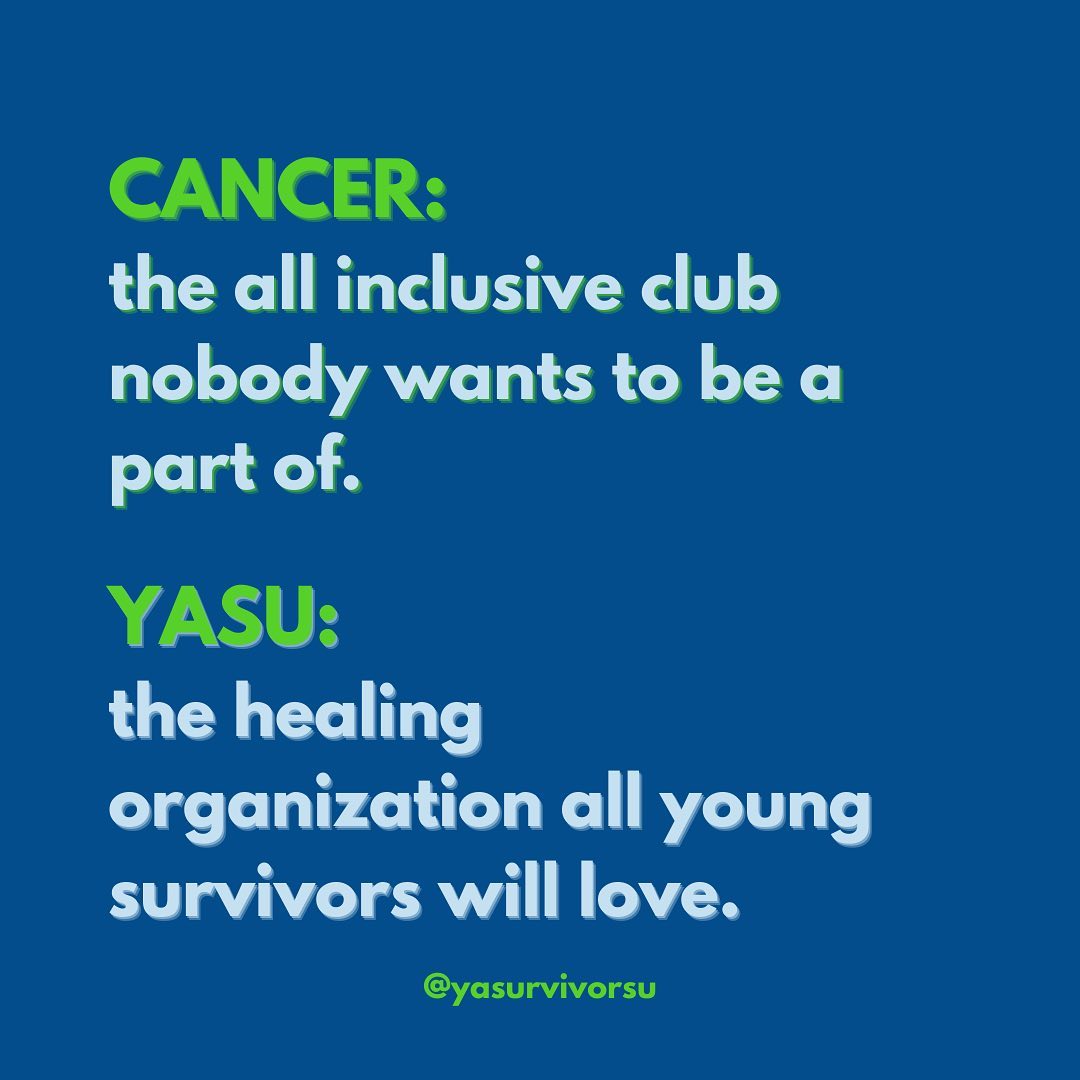 CANCER:
the all inclusive club
nobody wants to be a
part of.
YASU:
the healing
organization all young
survivors will love.
@yasurvivorsu